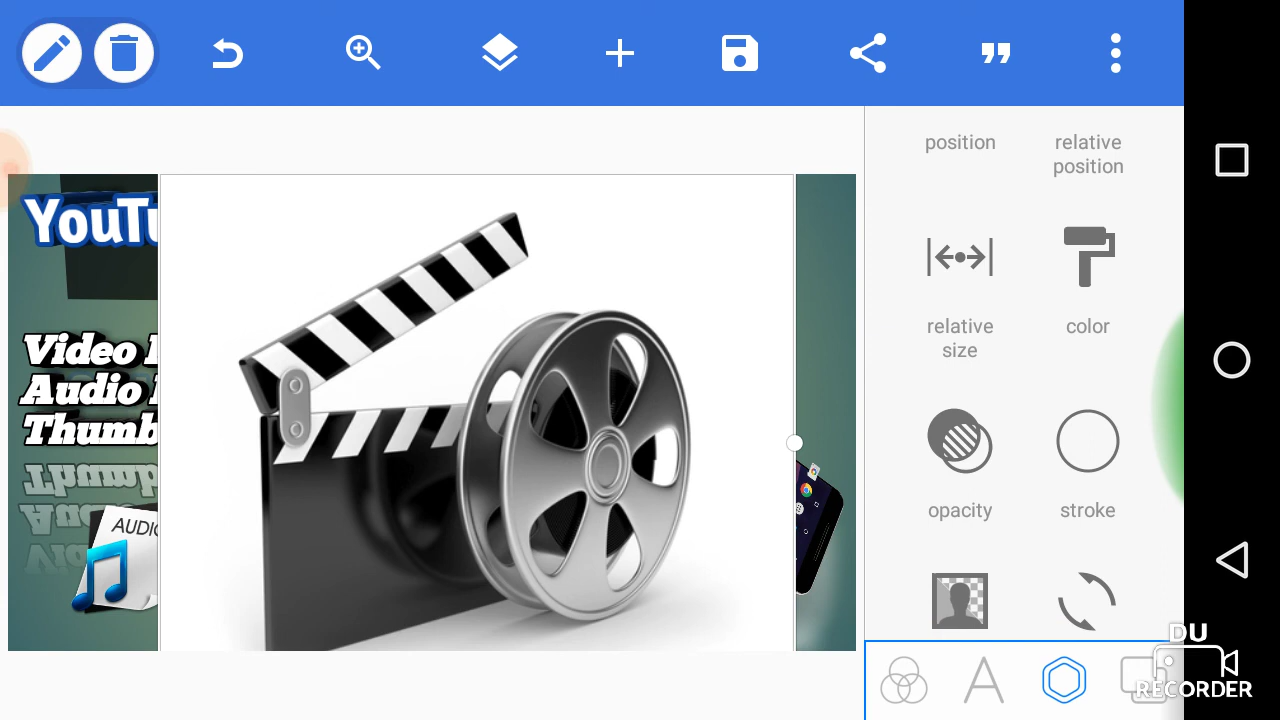 position
relative
position
YouTu
relative
size
color
Video
Audio
Thumb
opacity
stroke
AUDIO
DU
RECORDER